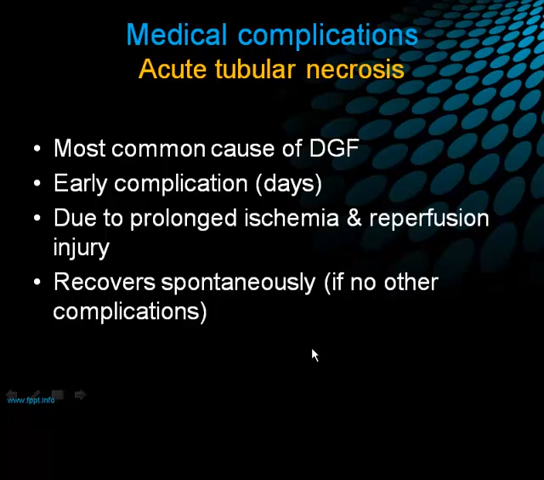 Medical complications
Acute tubular necrosis
• Most common cause of DGF
• Early complication (days)
• Due to prolonged ischemia & reperfusion
injury
• Recovers spontaneously (if no other
complications)
www.fppt.info